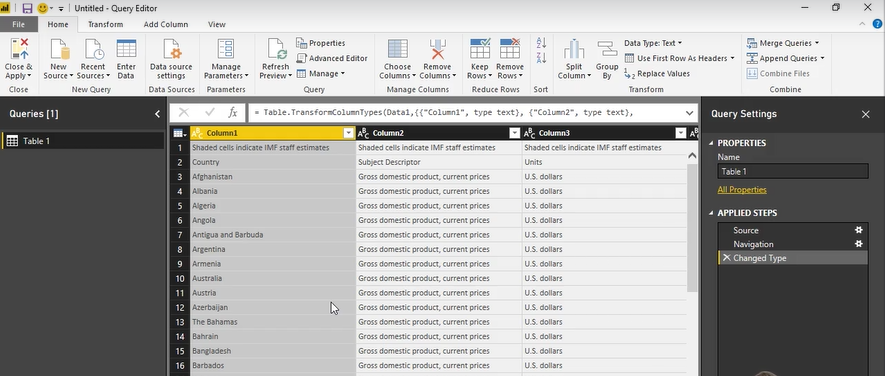 Untitled - Query Editor
File Home Transform Add Column View
Close &
Apply
New
Source
Recent
Sources
Enter
Data
Data source
settings
Manage
Parameters
Refresh
Preview
Properties
Advanced Editor
Manage
Choose
Columns
Remove
Columns
Keep
Rows
Remove
Rows
Split
Column
Group
By
Data Type: Text
Use First Row As Headers
Replace Values
Merge Queries
Append Queries
Combine Files
Close New Query Data Sources Parameters Query Manage Columns Reduce Rows Sort Transform Combine
Queries [1]
Table 1
fx = Table.TransformColumnTypes(Data1,{{"Column1", type text}, {"Column2", type text},
Column1 Column2 Column3
1 Shaded cells indicate IMF staff estimates Shaded cells indicate IMF staff estimates Shaded cells indicate IMF staff estimates
2 Country Subject Descriptor Units
3 Afghanistan Gross domestic product, current prices U.S. dollars
4 Albania Gross domestic product, current prices U.S. dollars
5 Algeria Gross domestic product, current prices U.S. dollars
6 Angola Gross domestic product, current prices U.S. dollars
7 Antigua and Barbuda Gross domestic product, current prices U.S. dollars
8 Argentina Gross domestic product, current prices U.S. dollars
9 Armenia Gross domestic product, current prices U.S. dollars
10 Australia Gross domestic product, current prices U.S. dollars
11 Austria Gross domestic product, current prices U.S. dollars
12 Azerbaijan Gross domestic product, current prices U.S. dollars
13 The Bahamas Gross domestic product, current prices U.S. dollars
14 Bahrain Gross domestic product, current prices U.S. dollars
15 Bangladesh Gross domestic product, current prices U.S. dollars
16 Barbados Gross domestic product, current prices U.S. dollars
Query Settings
PROPERTIES
Name
Table 1
All Properties
APPLIED STEPS
Source
Navigation
Changed Type